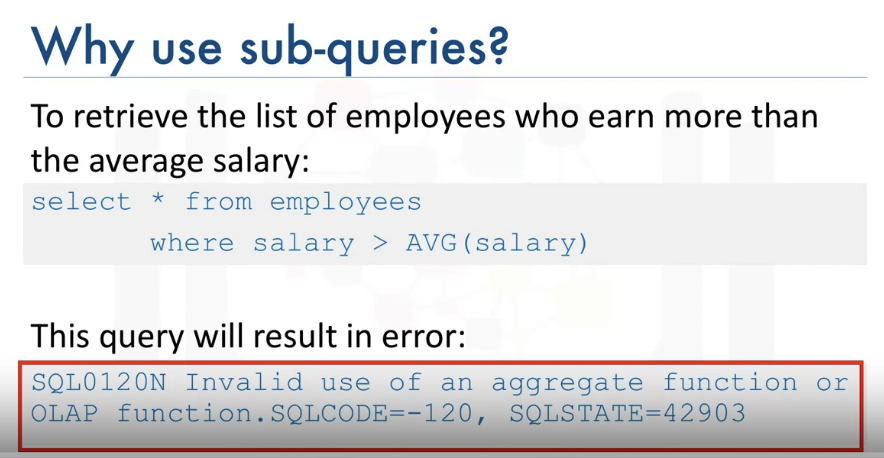 Why use sub-queries?
To retrieve the list of employees who earn more than
the average salary:
select * from employees
where salary > AVG(salary)
This query will result in error:
SQL0120N Invalid use of an aggregate function or
OLAP function.SQLCODE=-120, SQLSTATE=42903